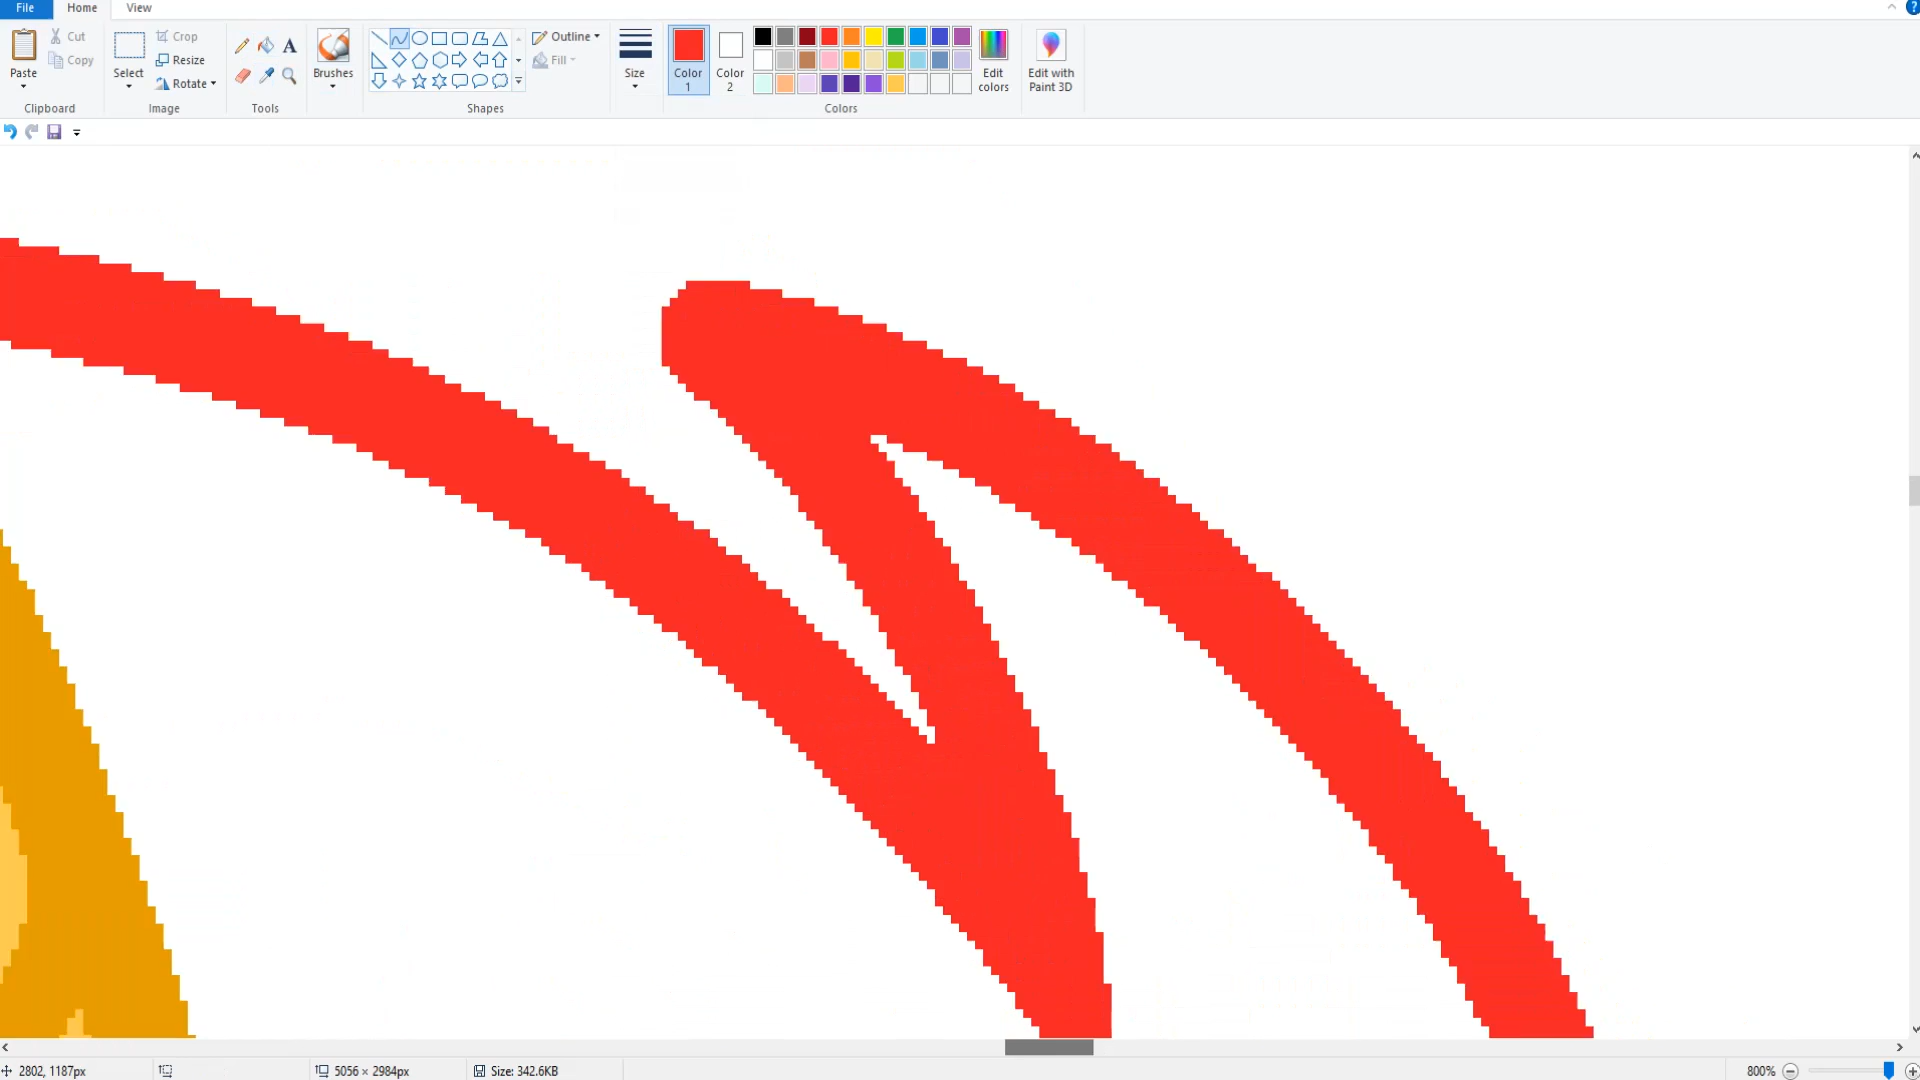 File Home View
Paste
Cut
Copy
Clipboard
Select
Crop
Resize
Rotate
Image
A
Tools
Brushes
Outline
Fill
Shapes
Size
Color 1
Color 2
Edit colors
Colors
Edit with Paint 3D
?
2802, 1187px
5056 × 2984px
Size: 342.6KB
800%